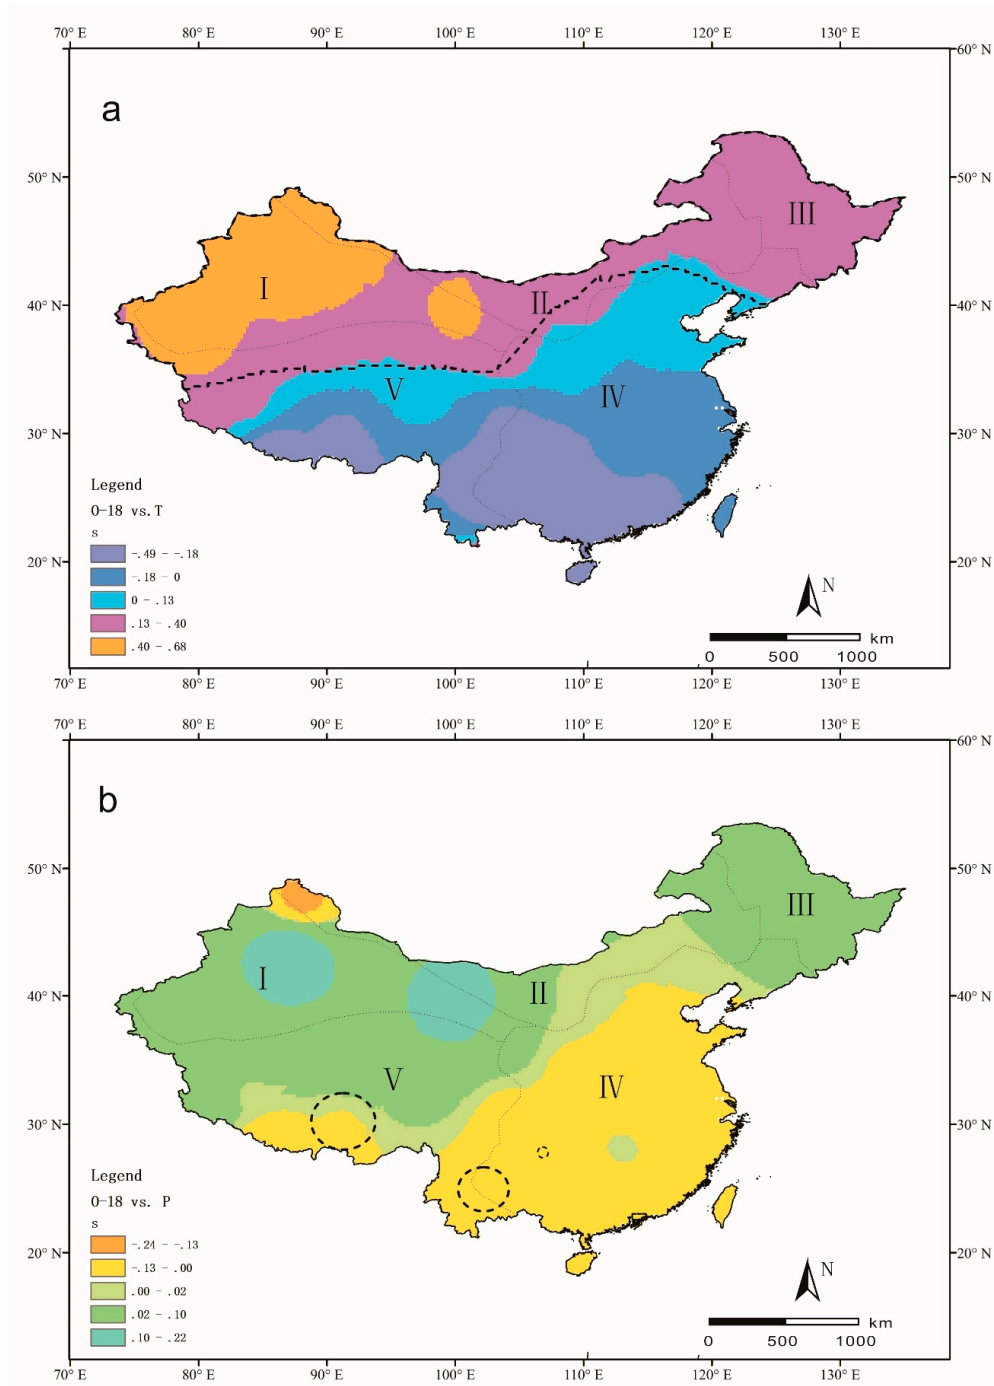 70° E 80° E 90° E 100° E 110° E 120° E 130° E
60° N
a
50° N 50° N
III
I
II
40° N 40° N
V
IV
30° N 30° N
Legend
O-18 vs.T
s
-.49 - -.18
-.18 - 0
0 - .13
.13 - .40
.40 - .68
20° N 20° N
N
km
0 500 1000
70° E 80° E 90° E 100° E 110° E 120° E 130° E
70° E 80° E 90° E 100° E 110° E 120° E 130° E
60° N
b
50° N 50° N
III
I
II
40° N 40° N
V
IV
30° N 30° N
Legend
O-18 vs. P
s
-.24 - -.13
-.13 - .00
.00 - .02
.02 - .10
.10 - .22
20° N 20° N
N
km
0 500 1000
70° E 80° E 90° E 100° E 110° E 120° E 130° E